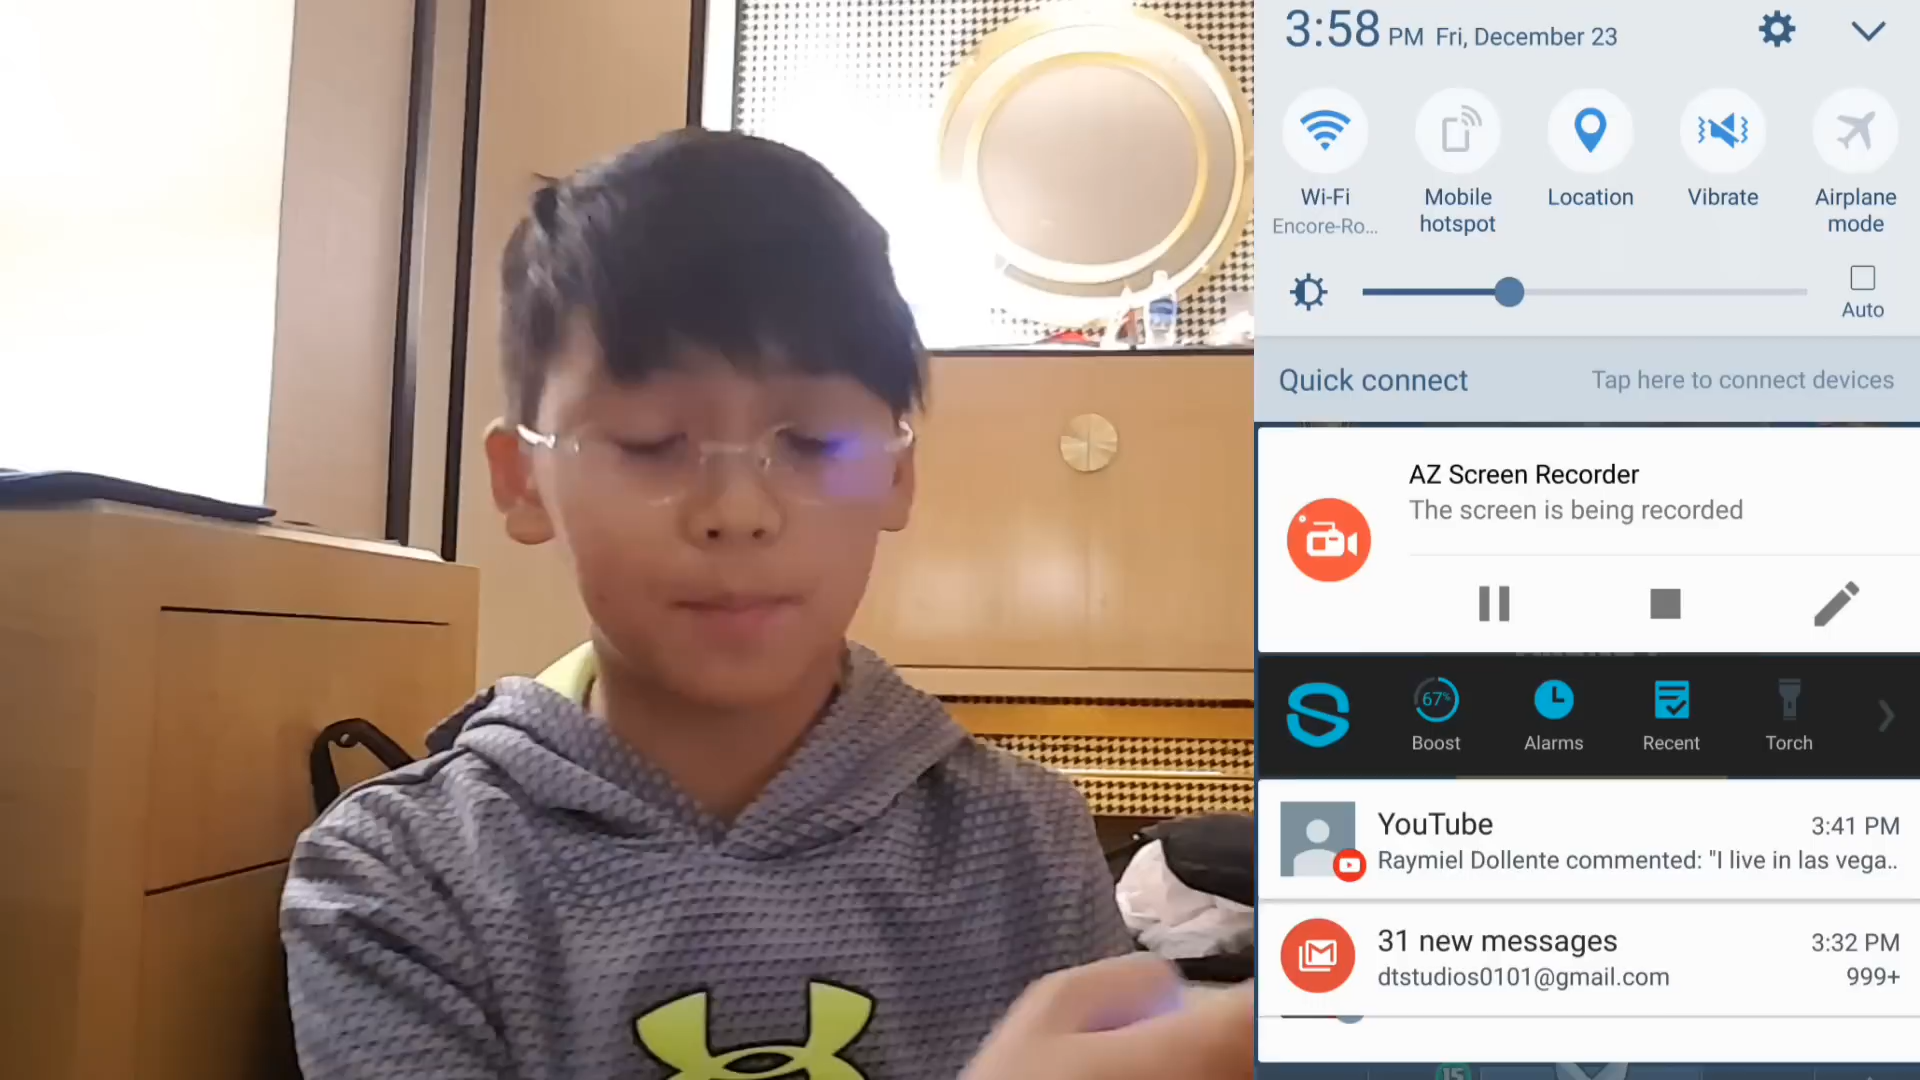 3:58 PM Fri, December 23
Wi-Fi
Encore-Ro...
Mobile
hotspot
Location
Vibrate
Airplane
mode
Auto
Quick connect
Tap here to connect devices
AZ Screen Recorder
The screen is being recorded
67%
Boost
Alarms
Recent
Torch
YouTube
3:41 PM
Raymiel Dollente commented: "I live in las vega..
31 new messages
3:32 PM
dtstudios0101@gmail.com
999+
15